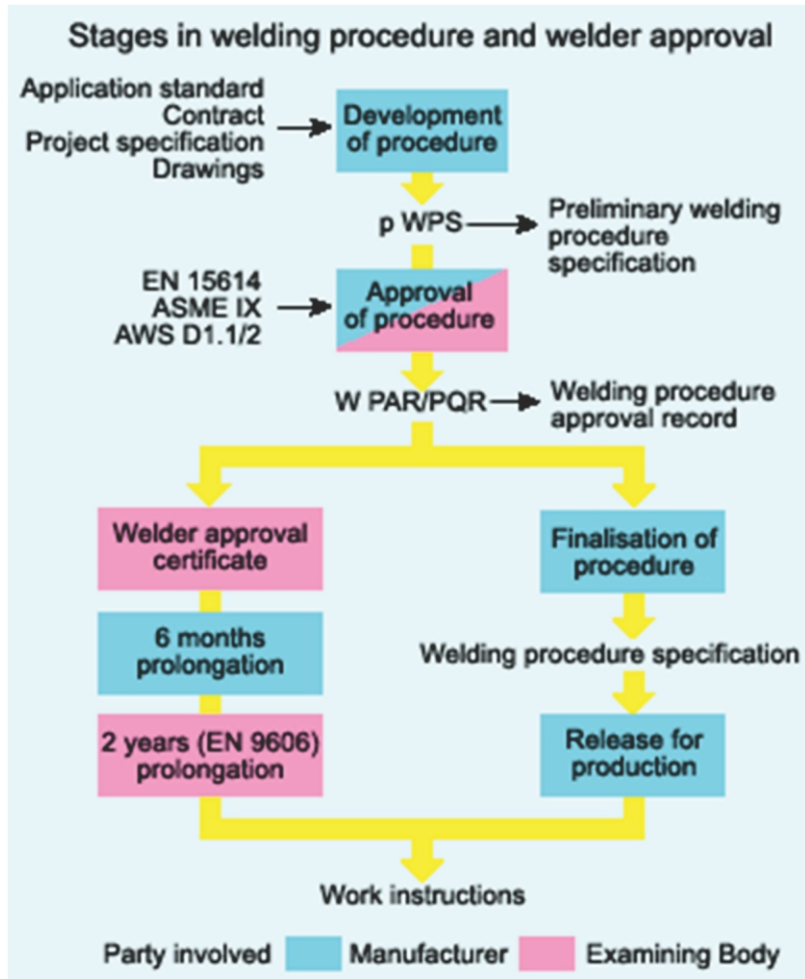 Stages in welding procedure and welder approval
Application standard
Contract
Project specification
Drawings
Development
of procedure
p WPS
Preliminary welding
procedure
specification
EN 15614
ASME IX
AWS D1.1/2
Approval
of procedure
W PAR/PQR
Welding procedure
approval record
Welder approval
certificate
6 months
prolongation
2 years (EN 9606)
prolongation
Finalisation of
procedure
Welding procedure specification
Release for
production
Work instructions
Party involved
Manufacturer
Examining Body